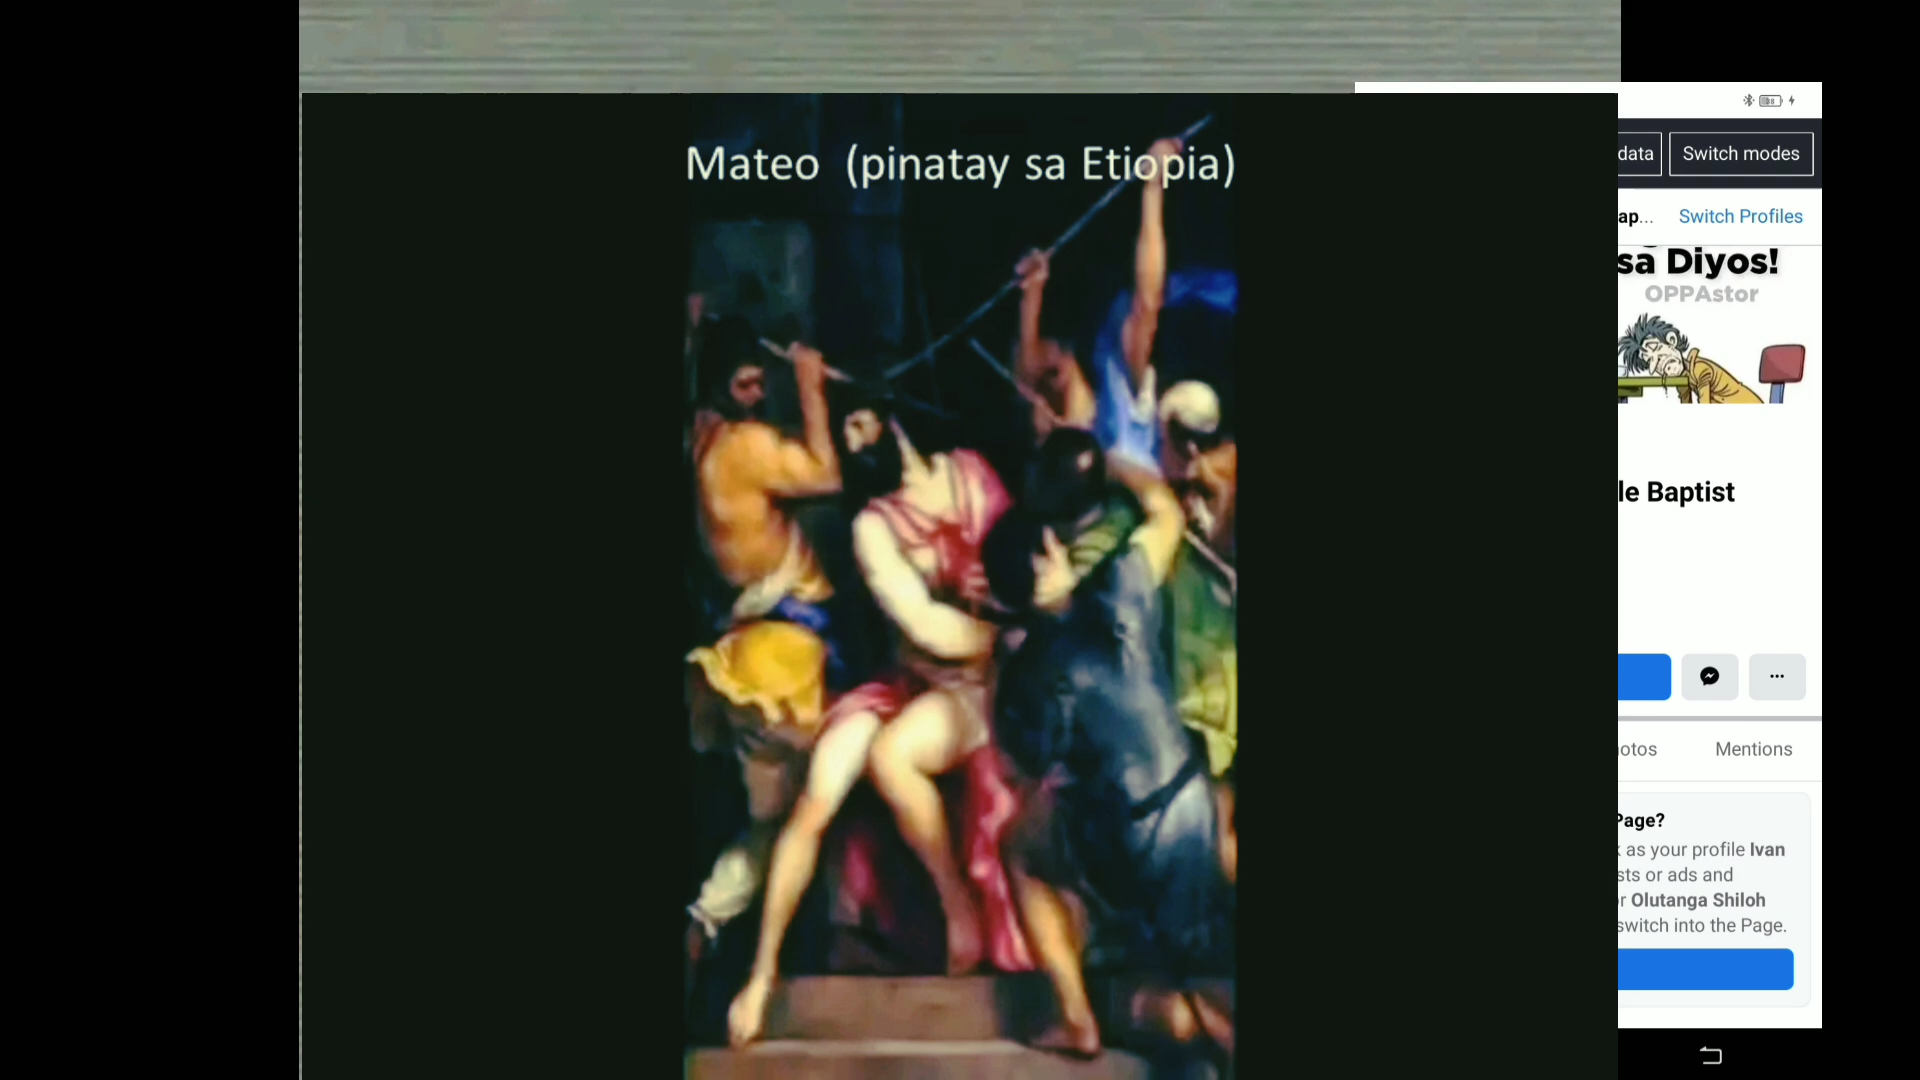 Mateo (pinatay sa Etiopia)
data
Switch modes
ap...
Switch Profiles
sa Diyos!
OPPAstor
le Baptist
otos
Mentions
Page?
as your profile Ivan
sts or ads and
r Olutanga Shiloh
switch into the Page.